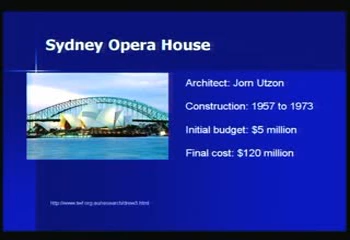 Sydney Opera House
Architect: Jorn Utzon
Construction: 1957 to 1973
Initial budget: $5 million
Final cost: $120 million